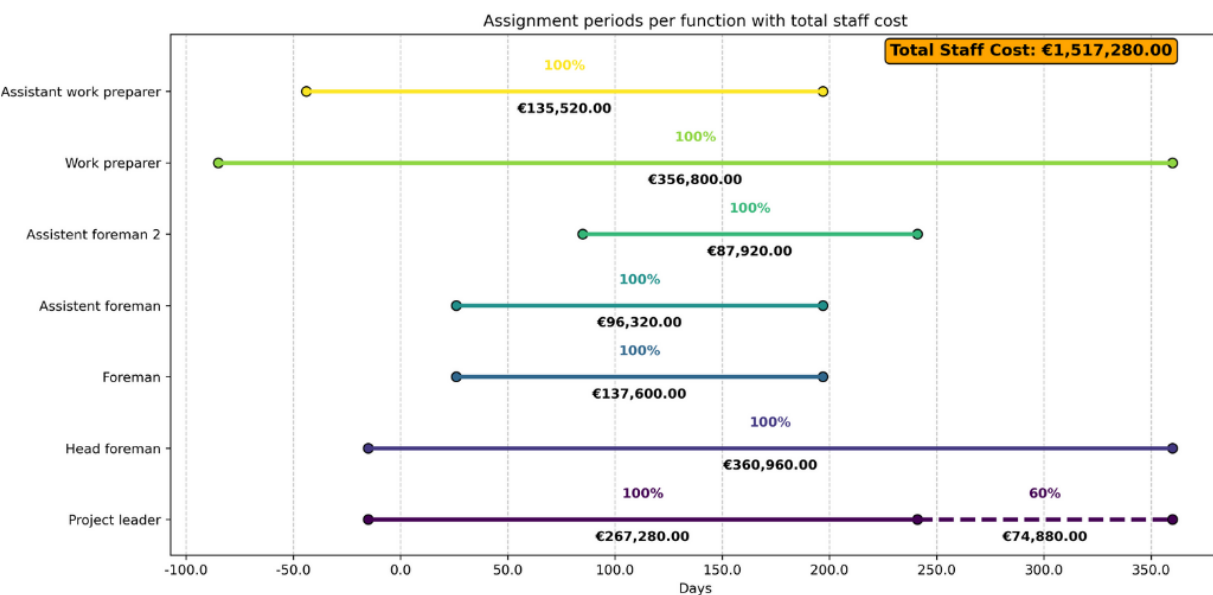 Assignment periods per function with total staff cost
Total Staff Cost: €1,517,280.00
100%
Assistant work preparer
€135,520.00
100%
Work preparer
€356,800.00
100%
Assistent foreman 2
€87,920.00
100%
Assistent foreman
€96,320.00
100%
Foreman
€137,600.00
100%
Head foreman
€360,960.00
100% 60%
Project leader
€267,280.00 €74,880.00
-100.0 -50.0 0.0 50.0 100.0 150.0 200.0 250.0 300.0 350.0
Days